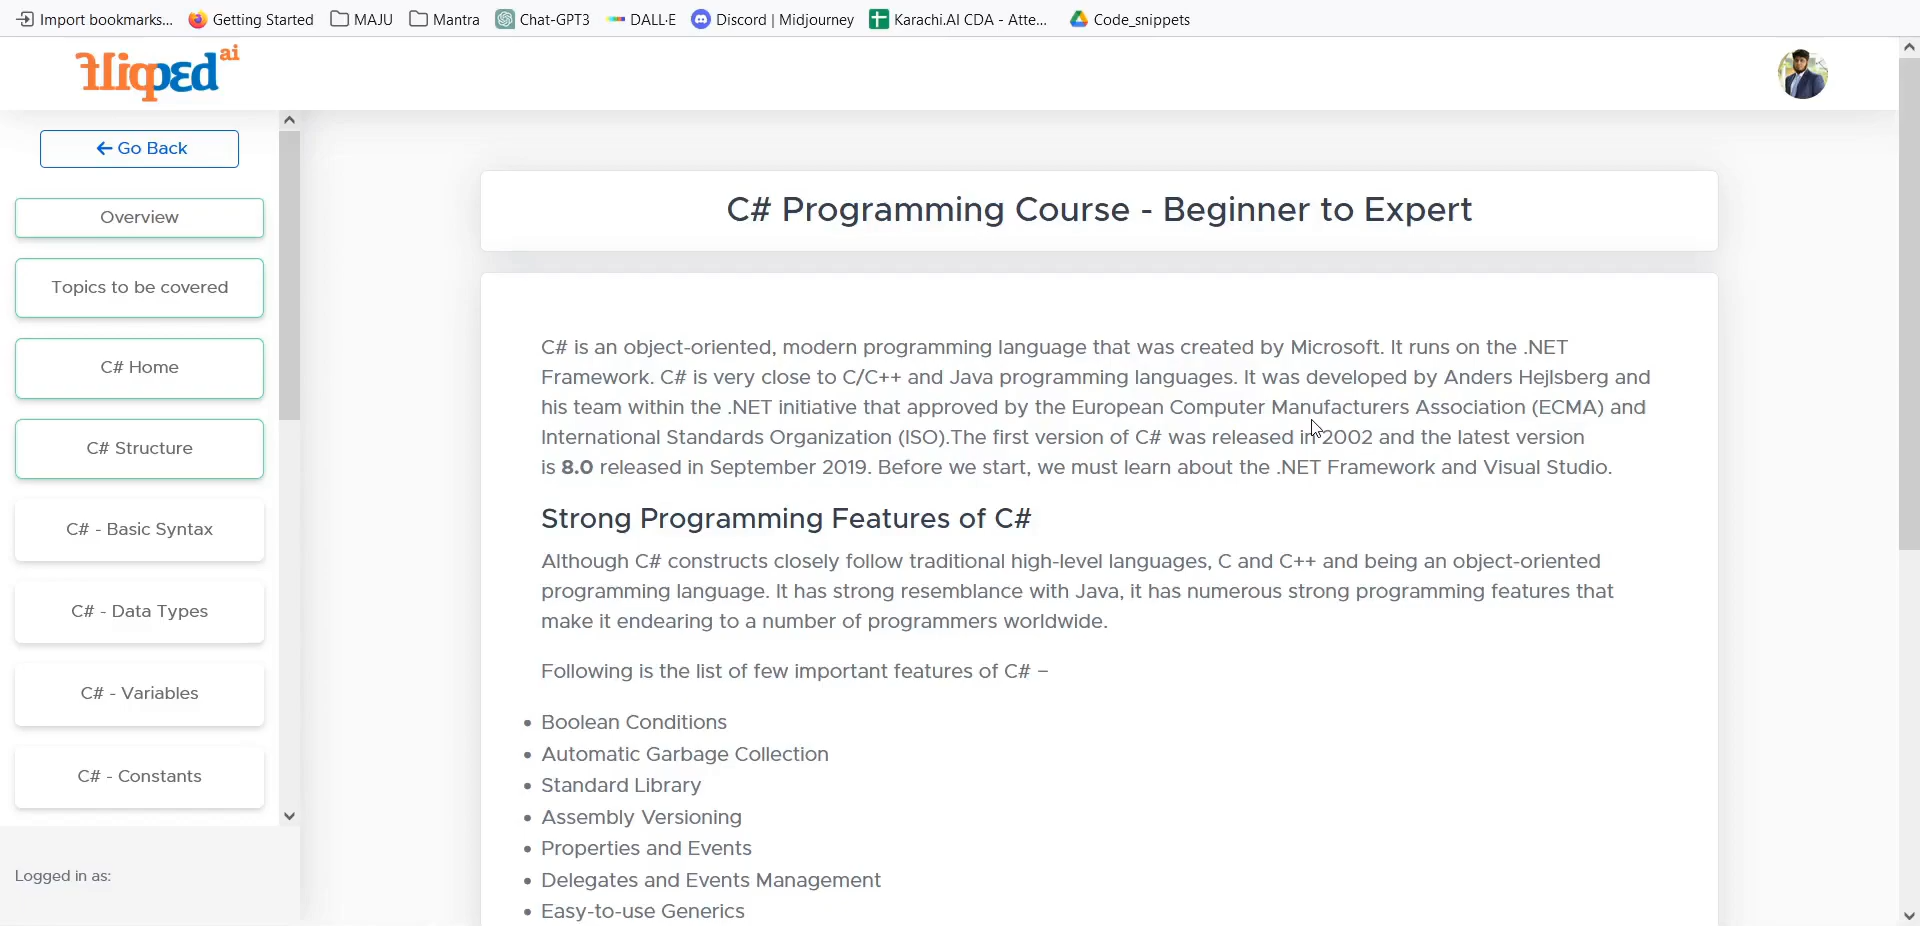 Import bookmarks... Getting Started MAJU Mantra Chat-GPT3 DALL·E Discord | Midjourney Karachi.AI CDA - Atte... Code_snippets
flipped ai
← Go Back
Overview
Topics to be covered
C# Home
C# Structure
C# - Basic Syntax
C# - Data Types
C# - Variables
C# - Constants
Logged in as:
C# Programming Course - Beginner to Expert
C# is an object-oriented, modern programming language that was created by Microsoft. It runs on the .NET
Framework. C# is very close to C/C++ and Java programming languages. It was developed by Anders Hejlsberg and
his team within the .NET initiative that approved by the European Computer Manufacturers Association (ECMA) and
International Standards Organization (ISO).The first version of C# was released in 2002 and the latest version
is 8.0 released in September 2019. Before we start, we must learn about the .NET Framework and Visual Studio.
Strong Programming Features of C#
Although C# constructs closely follow traditional high-level languages, C and C++ and being an object-oriented
programming language. It has strong resemblance with Java, it has numerous strong programming features that
make it endearing to a number of programmers worldwide.
Following is the list of few important features of C# −
• Boolean Conditions
• Automatic Garbage Collection
• Standard Library
• Assembly Versioning
• Properties and Events
• Delegates and Events Management
• Easy-to-use Generics